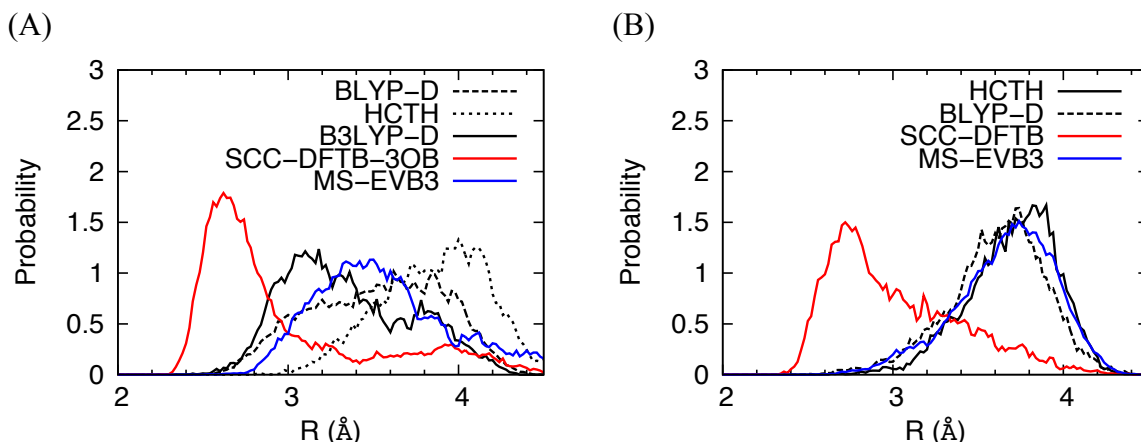 (A)
3
2.5
2
1.5
1
0.5
0
2
3
4
Probability
R (Å)
BLYP−D
HCTH
B3LYP−D
SCC−DFTB−3OB
MS−EVB3
(B)
3
2.5
2
1.5
1
0.5
0
2
3
4
Probability
R (Å)
HCTH
BLYP−D
SCC−DFTB
MS−EVB3